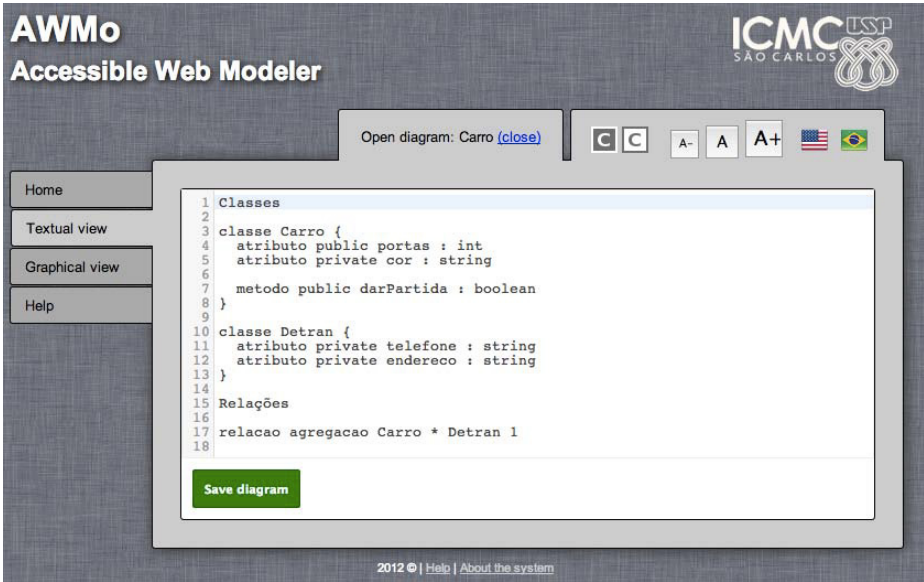 AWMo
Accessible Web Modeler
ICMC USP
SÃO CARLOS
Open diagram: Carro (close)
C C A- A A+
Home
Textual view
Graphical view
Help
1 Classes
2
3 classe Carro {
4   atributo public portas : int
5   atributo private cor : string
6
7   metodo public darPartida : boolean
8 }
9
10 classe Detran {
11   atributo private telefone : string
12   atributo private endereco : string
13 }
14
15 Relações
16
17 relacao agregacao Carro * Detran 1
18
Save diagram
2012 © | Help | About the system